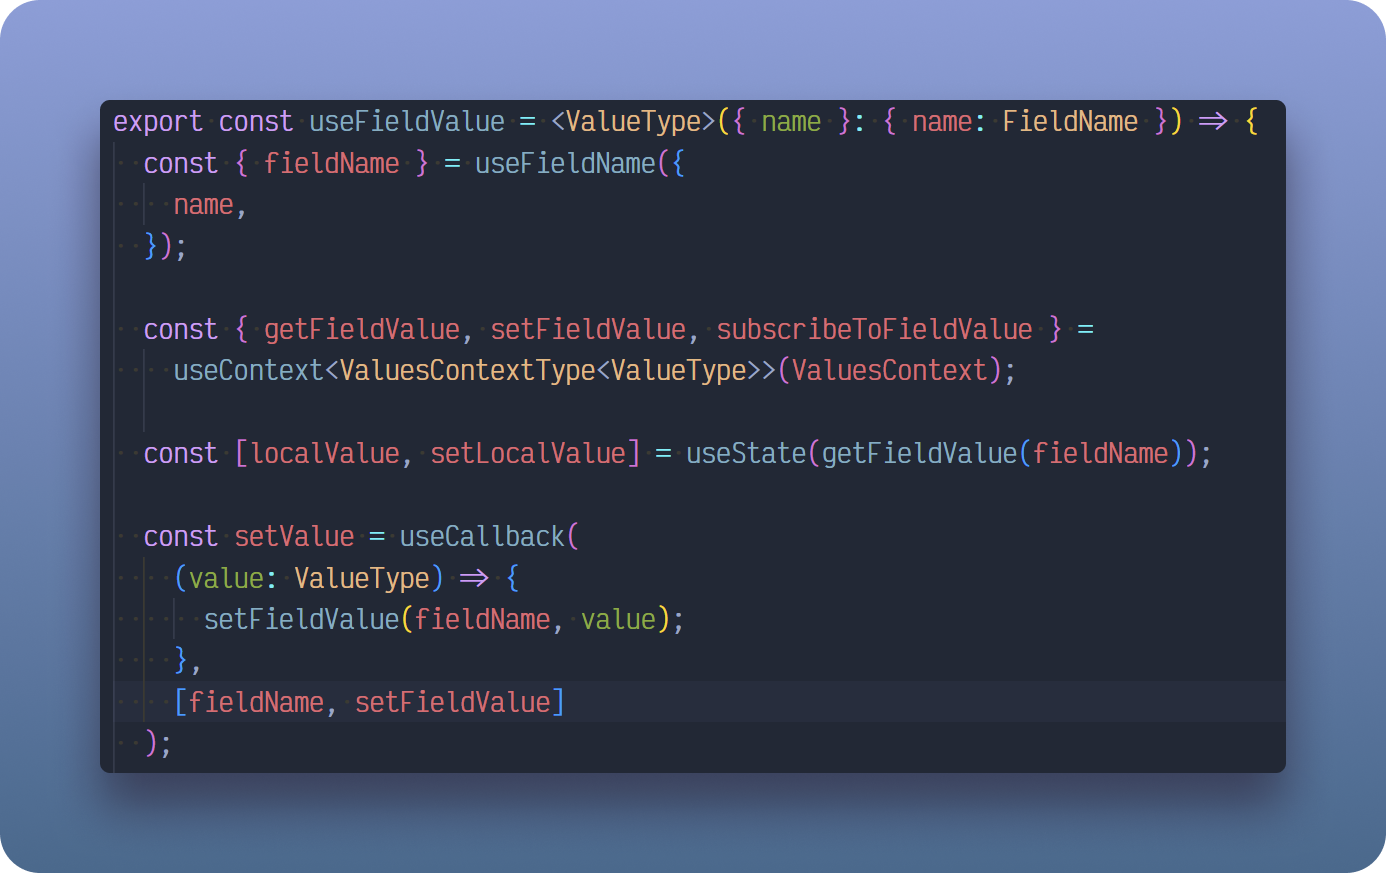 export const useFieldValue = <ValueType>({ name }: { name: FieldName }) => {
  const { fieldName } = useFieldName({
    name,
  });

  const { getFieldValue, setFieldValue, subscribeToFieldValue } =
    useContext<ValuesContextType<ValueType>>(ValuesContext);

  const [localValue, setLocalValue] = useState(getFieldValue(fieldName));

  const setValue = useCallback(
    (value: ValueType) => {
      setFieldValue(fieldName, value);
    },
    [fieldName, setFieldValue]
  );